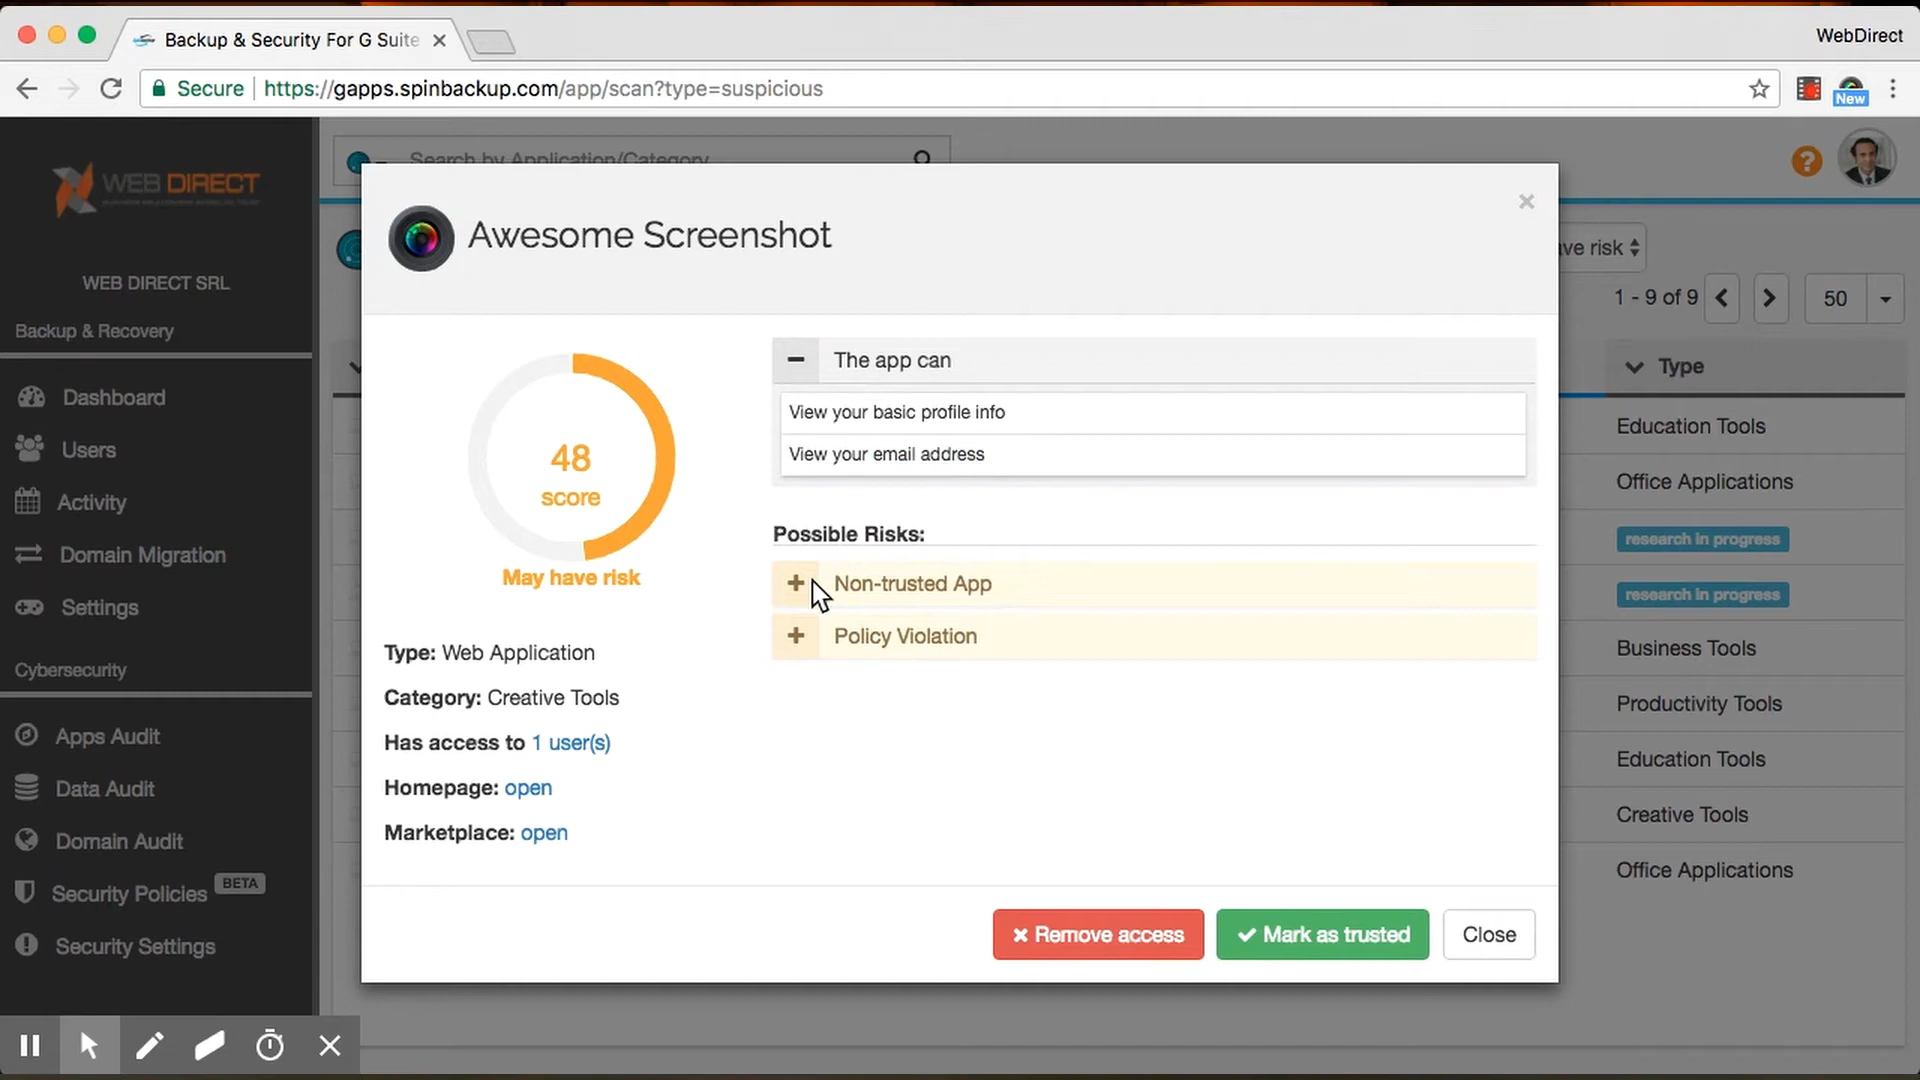 Backup & Security For G Suite
WebDirect
Secure https://gapps.spinbackup.com/app/scan?type=suspicious
New
WEB DIRECT
Search by Application/Category
?
WEB DIRECT SRL
Backup & Recovery
Dashboard
Users
Activity
Domain Migration
Settings
Cybersecurity
Apps Audit
Data Audit
Domain Audit
Security Policies BETA
Security Settings
Awesome Screenshot
×
48
score
May have risk
Type: Web Application
Category: Creative Tools
Has access to 1 user(s)
Homepage: open
Marketplace: open
The app can
View your basic profile info
View your email address
Possible Risks:
Non-trusted App
Policy Violation
Remove access
Mark as trusted
Close
ave risk
1 - 9 of 9
50
Type
Education Tools
Office Applications
research in progress
research in progress
Business Tools
Productivity Tools
Education Tools
Creative Tools
Office Applications